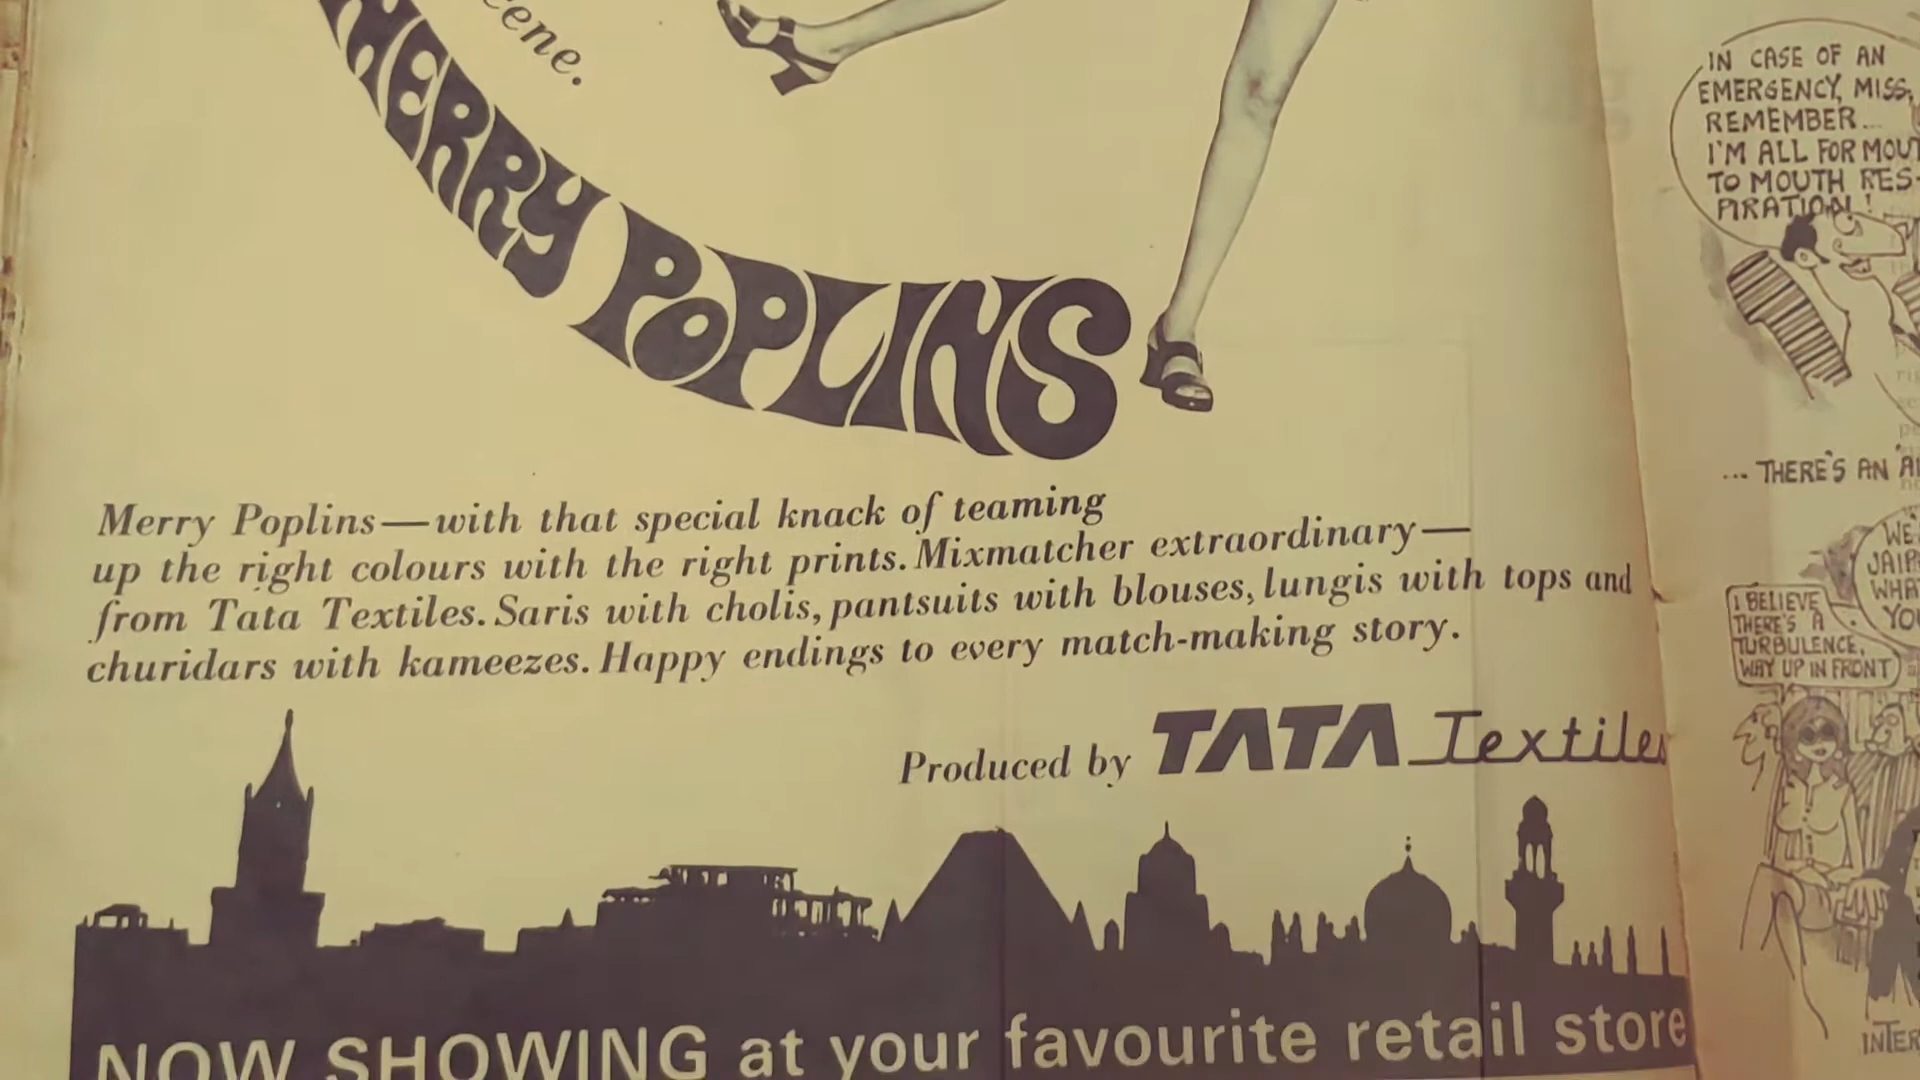 MERRY POPLINS
Merry Poplins—with that special knack of teaming
up the right colours with the right prints. Mixmatcher extraordinary—
from Tata Textiles. Saris with cholis, pantsuits with blouses, lungis with tops and
churidars with kameezes. Happy endings to every match-making story.
Produced by TATA Textiles
NOW SHOWING at your favourite retail store
IN CASE OF AN
EMERGENCY, MISS,
REMEMBER...
I'M ALL FOR
TO MOUTH RES-
PIRATION!
... THERE'S AN
I BELIEVE
THERE'S A
TURBULENCE,
WAY UP IN FRONT